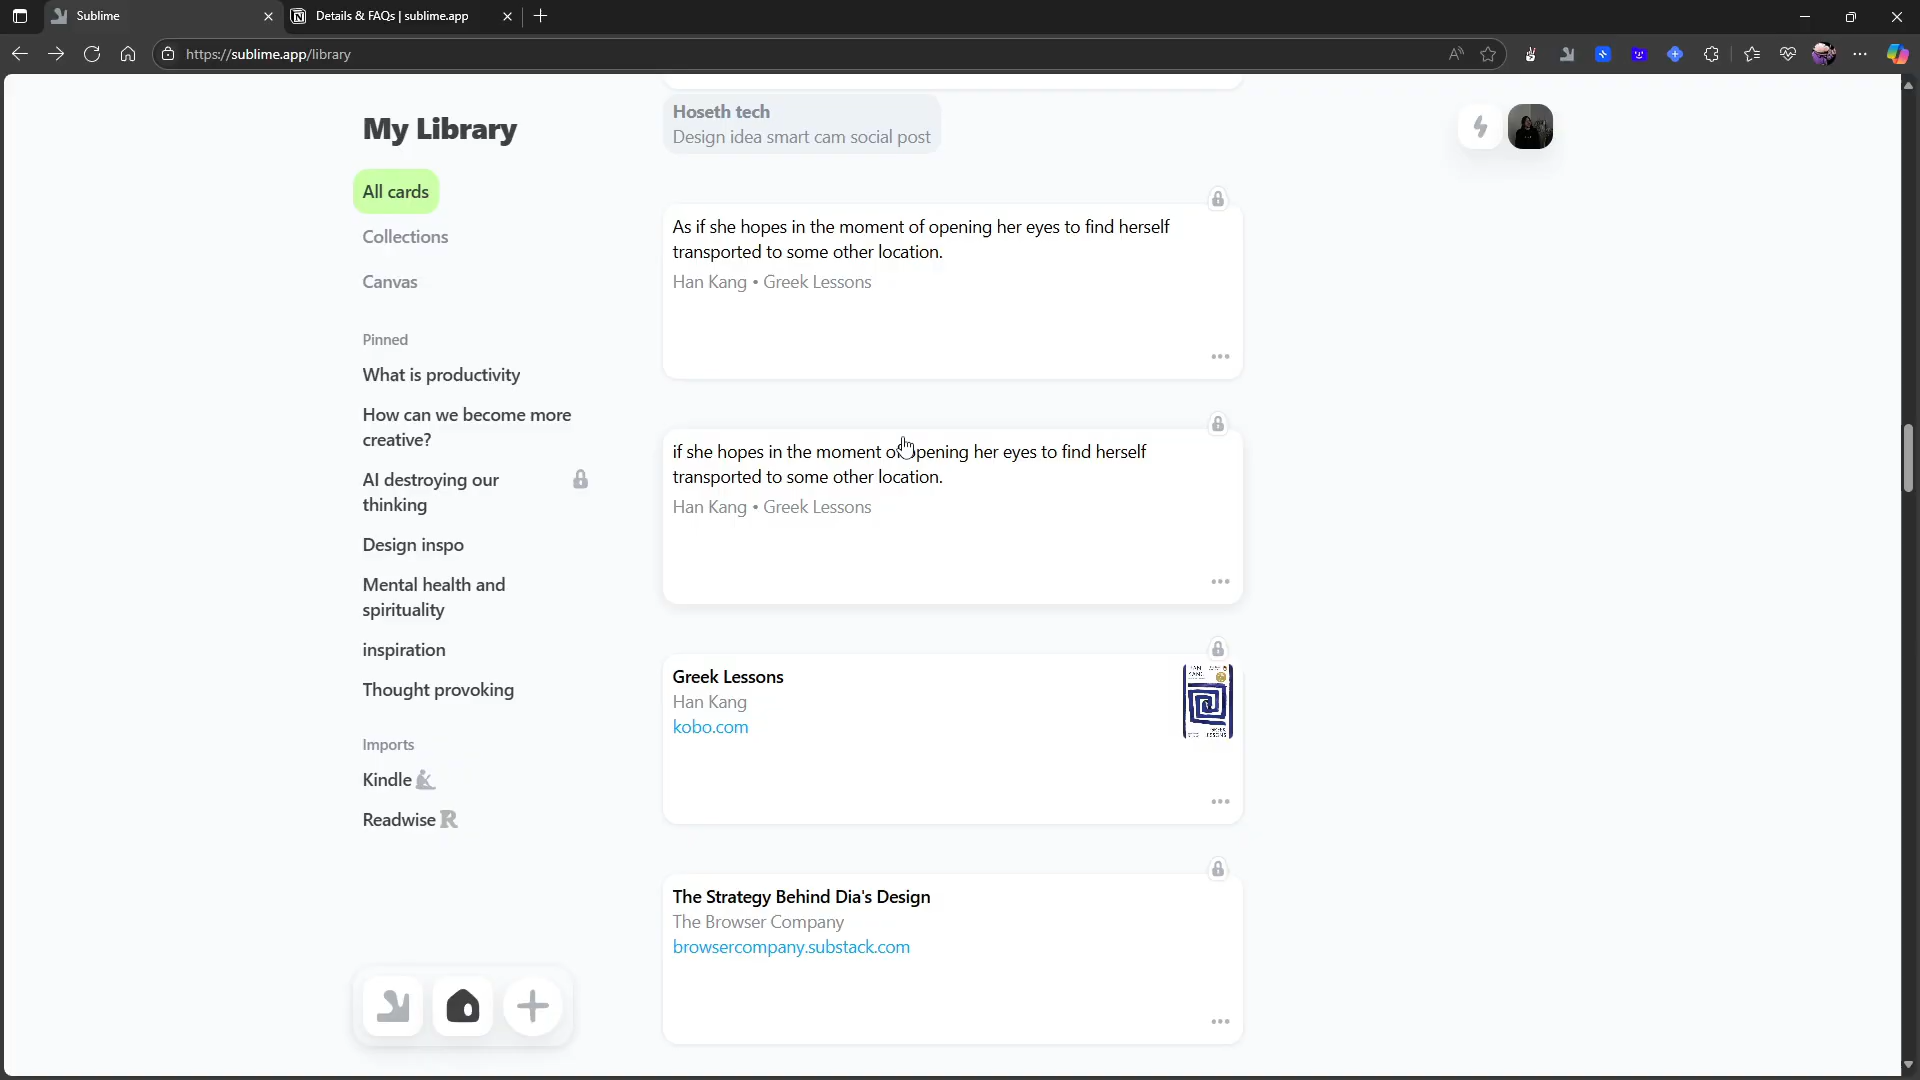 Sublime
Details & FAQs | sublime.app
https://sublime.app/library
My Library
All cards
Collections
Canvas
Pinned
What is productivity
How can we become more
creative?
AI destroying our
thinking
Design inspo
Mental health and
spirituality
inspiration
Thought provoking
Imports
Kindle
Readwise R
Hoseth tech
Design idea smart cam social post
As if she hopes in the moment of opening her eyes to find herself
transported to some other location.
Han Kang • Greek Lessons
if she hopes in the moment of opening her eyes to find herself
transported to some other location.
Han Kang • Greek Lessons
Greek Lessons
Han Kang
kobo.com
The Strategy Behind Dia's Design
The Browser Company
browsercompany.substack.com